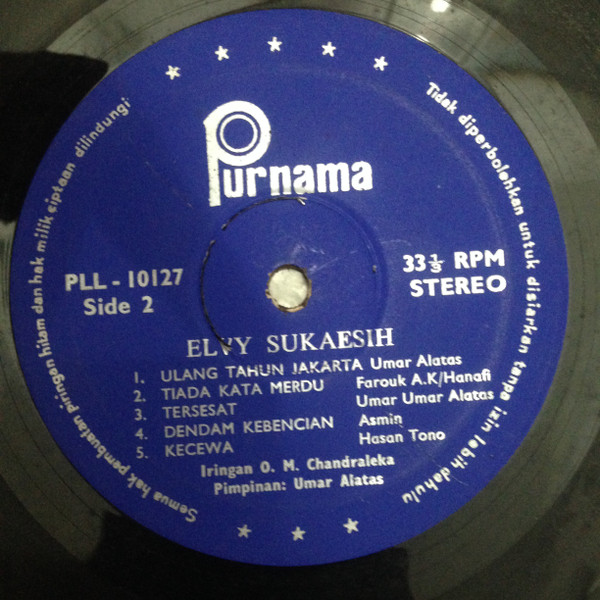 Purnama
PLL - 10127
Side 2
33⅓ RPM
STEREO
ELVY SUKAESIH
1. ULANG TAHUN JAKARTA Umar Alatas
2. TIADA KATA MERDU Farouk A.K/Hanafi
3. TERSESAT Umar Umar Alatas
4. DENDAM KEBENCIAN Asmin
5. KECEWA Hasan Tono
Iringan O. M. Chandraleka
Pimpinan: Umar Alatas
Semua hak pembuatan piringan hitam dan hak milik ciptaan dilindungi
Tidak diperbolehkan untuk disiarkan tanpa izin lebih dahulu